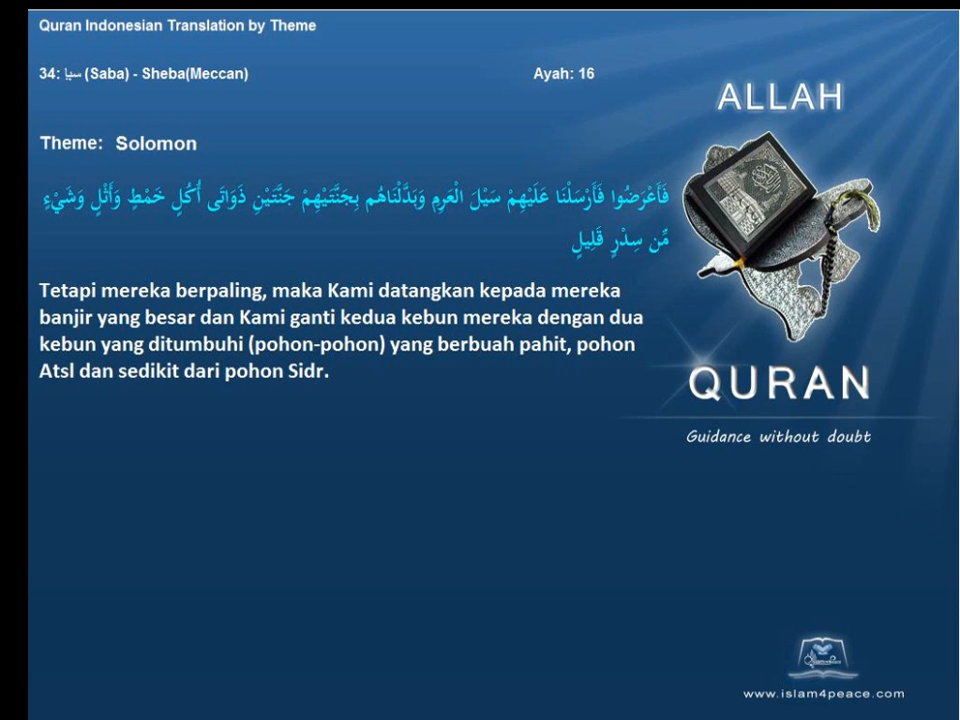 Quran Indonesian Translation by Theme
34: سبإ (Saba) - Sheba(Meccan)
Ayah: 16
Theme: Solomon
فَأَعْرَضُوا فَأَرْسَلْنَا عَلَيْهِمْ سَيْلَ الْعَرِمِ وَبَدَّلْنَاهُم بِجَنَّتَيْهِمْ جَنَّتَيْنِ ذَوَاتَى أُكُلٍ خَمْطٍ وَأَثْلٍ وَشَيْءٍ
مِّن سِدْرٍ قَلِيلٍ
Tetapi mereka berpaling, maka Kami datangkan kepada mereka
banjir yang besar dan Kami ganti kedua kebun mereka dengan dua
kebun yang ditumbuhi (pohon-pohon) yang berbuah pahit, pohon
Atsl dan sedikit dari pohon Sidr.
ALLAH
QURAN
Guidance without doubt
www.islam4peace.com